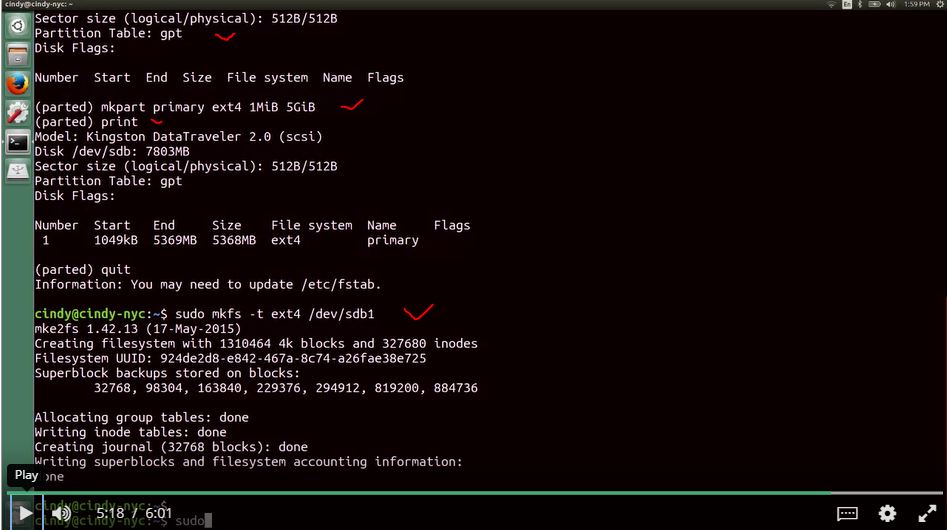 cindy@cindy-nyc: ~
En
1:59 PM
Sector size (logical/physical): 512B/512B
Partition Table: gpt
Disk Flags:
Number  Start  End  Size  File system  Name  Flags
(parted) mkpart primary ext4 1MiB 5GiB
(parted) print
Model: Kingston DataTraveler 2.0 (scsi)
Disk /dev/sdb: 7803MB
Sector size (logical/physical): 512B/512B
Partition Table: gpt
Disk Flags:
Number  Start   End     Size    File system  Name     Flags
1      1049kB  5369MB  5368MB  ext4         primary
(parted) quit
Information: You may need to update /etc/fstab.
cindy@cindy-nyc:~$ sudo mkfs -t ext4 /dev/sdb1
mke2fs 1.42.13 (17-May-2015)
Creating filesystem with 1310464 4k blocks and 327680 inodes
Filesystem UUID: 924de2d8-e842-467a-8c74-a26fae38e725
Superblock backups stored on blocks:
32768, 98304, 163840, 229376, 294912, 819200, 884736
Allocating group tables: done
Writing inode tables: done
Creating journal (32768 blocks): done
Writing superblocks and filesystem accounting information:
done
Play
cindy@cindy-nyc:~$
cindy@cindy-nyc:~$ sudo
5:18 / 6:01